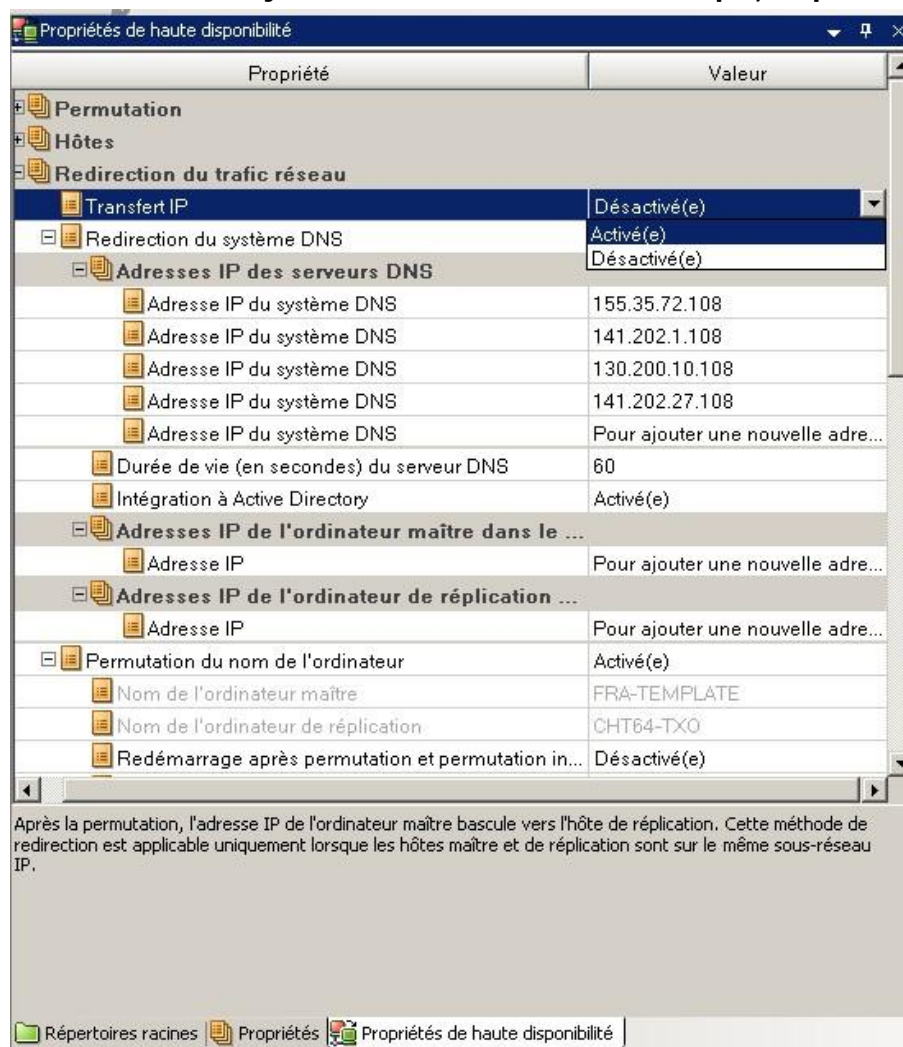 Propriétés de haute disponibilité
Propriété Valeur
Permutation
Hôtes
Redirection du trafic réseau
Transfert IP Désactivé(e)
Activé(e)
Redirection du système DNS
Désactivé(e)
Adresses IP des serveurs DNS
Adresse IP du système DNS 155.35.72.108
Adresse IP du système DNS 141.202.1.108
Adresse IP du système DNS 130.200.10.108
Adresse IP du système DNS 141.202.27.108
Adresse IP du système DNS Pour ajouter une nouvelle adre...
Durée de vie (en secondes) du serveur DNS 60
Intégration à Active Directory Activé(e)
Adresses IP de l'ordinateur maître dans le ...
Adresse IP Pour ajouter une nouvelle adre...
Adresses IP de l'ordinateur de réplication ...
Adresse IP Pour ajouter une nouvelle adre...
Permutation du nom de l'ordinateur Activé(e)
Nom de l'ordinateur maître FRA-TEMPLATE
Nom de l'ordinateur de réplication CHT64-TXO
Redémarrage après permutation et permutation in... Désactivé(e)
Après la permutation, l'adresse IP de l'ordinateur maître bascule vers l'hôte de réplication. Cette méthode de
redirection est applicable uniquement lorsque les hôtes maître et de réplication sont sur le même sous-réseau
IP.
Répertoires racines Propriétés Propriétés de haute disponibilité